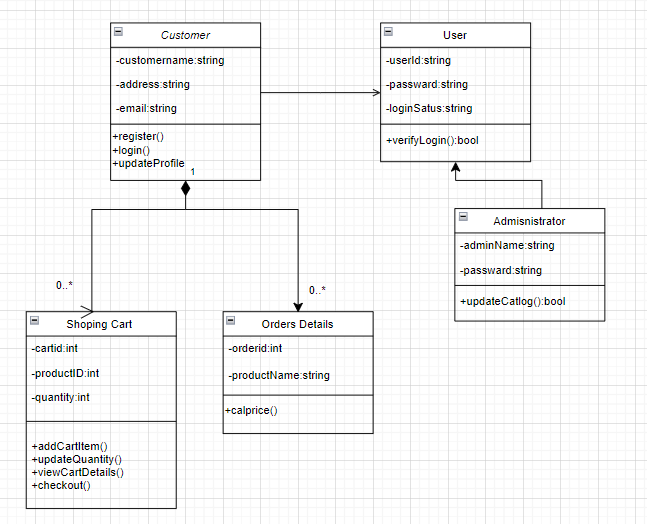 Customer
-customername:string
-address:string
-email:string
+register()
+login()
+updateProfile
1
User
-userId:string
-passward:string
-loginSatus:string
+verifyLogin():bool
Admisnistrator
-adminName:string
-passward:string
+updateCatlog():bool
0..*
0..*
Shoping Cart
-cartid:int
-productID:int
-quantity:int
+addCartItem()
+updateQuantity()
+viewCartDetails()
+checkout()
Orders Details
-orderid:int
-productName:string
+calprice()